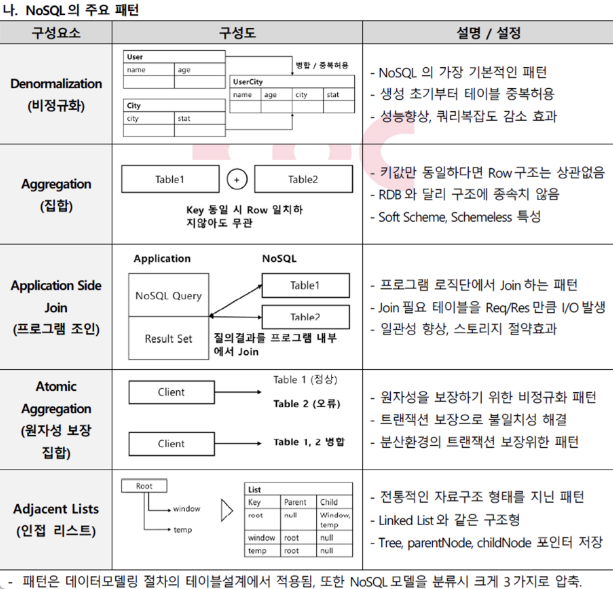 나. NoSQL의 주요 패턴
구성요소 구성도 설명 / 설정
Denormalization
(비정규화)
User
name age
City
city stat
병합 / 중복허용
UserCity
name age city stat
- NoSQL 의 가장 기본적인 패턴
- 생성 초기부터 테이블 중복허용
- 성능향상, 쿼리복잡도 감소 효과
Aggregation
(집합)
Table1 + Table2
Key 동일 시 Row 일치하
지않아도 무관
- 키값만 동일하다면 Row구조는 상관없음
- RDB와 달리 구조에 종속치 않음
- Soft Scheme, Schemeless 특성
Application Side
Join
(프로그램 조인)
Application NoSQL
NoSQL Query
Result Set
Table1
Table2
질의결과를 프로그램 내부
에서 Join
- 프로그램 로직단에서 Join 하는 패턴
- Join 필요 테이블을 Req/Res 만큼 I/O 발생
- 일관성 향상, 스토리지 절약효과
Atomic
Aggregation
(원자성 보장
집합)
Client
Table 1 (정상)
Table 2 (오류)
Client
Table 1, 2 병합
- 원자성을 보장하기 위한 비정규화 패턴
- 트랜잭션 보장으로 불일치성 해결
- 분산환경의 트랜잭션 보장위한 패턴
Adjacent Lists
(인접 리스트)
Root
window
temp
List
Key Parent Child
root null Window,
temp
window root null
temp root null
- 전통적인 자료구조 형태를 지닌 패턴
- Linked List와 같은 구조형
- Tree, parentNode, childNode 포인터 저장
- 패턴은 데이터모델링 절차의 테이블설계에서 적용됨, 또한 NoSQL 모델을 분류시 크게 3가지로 압축.